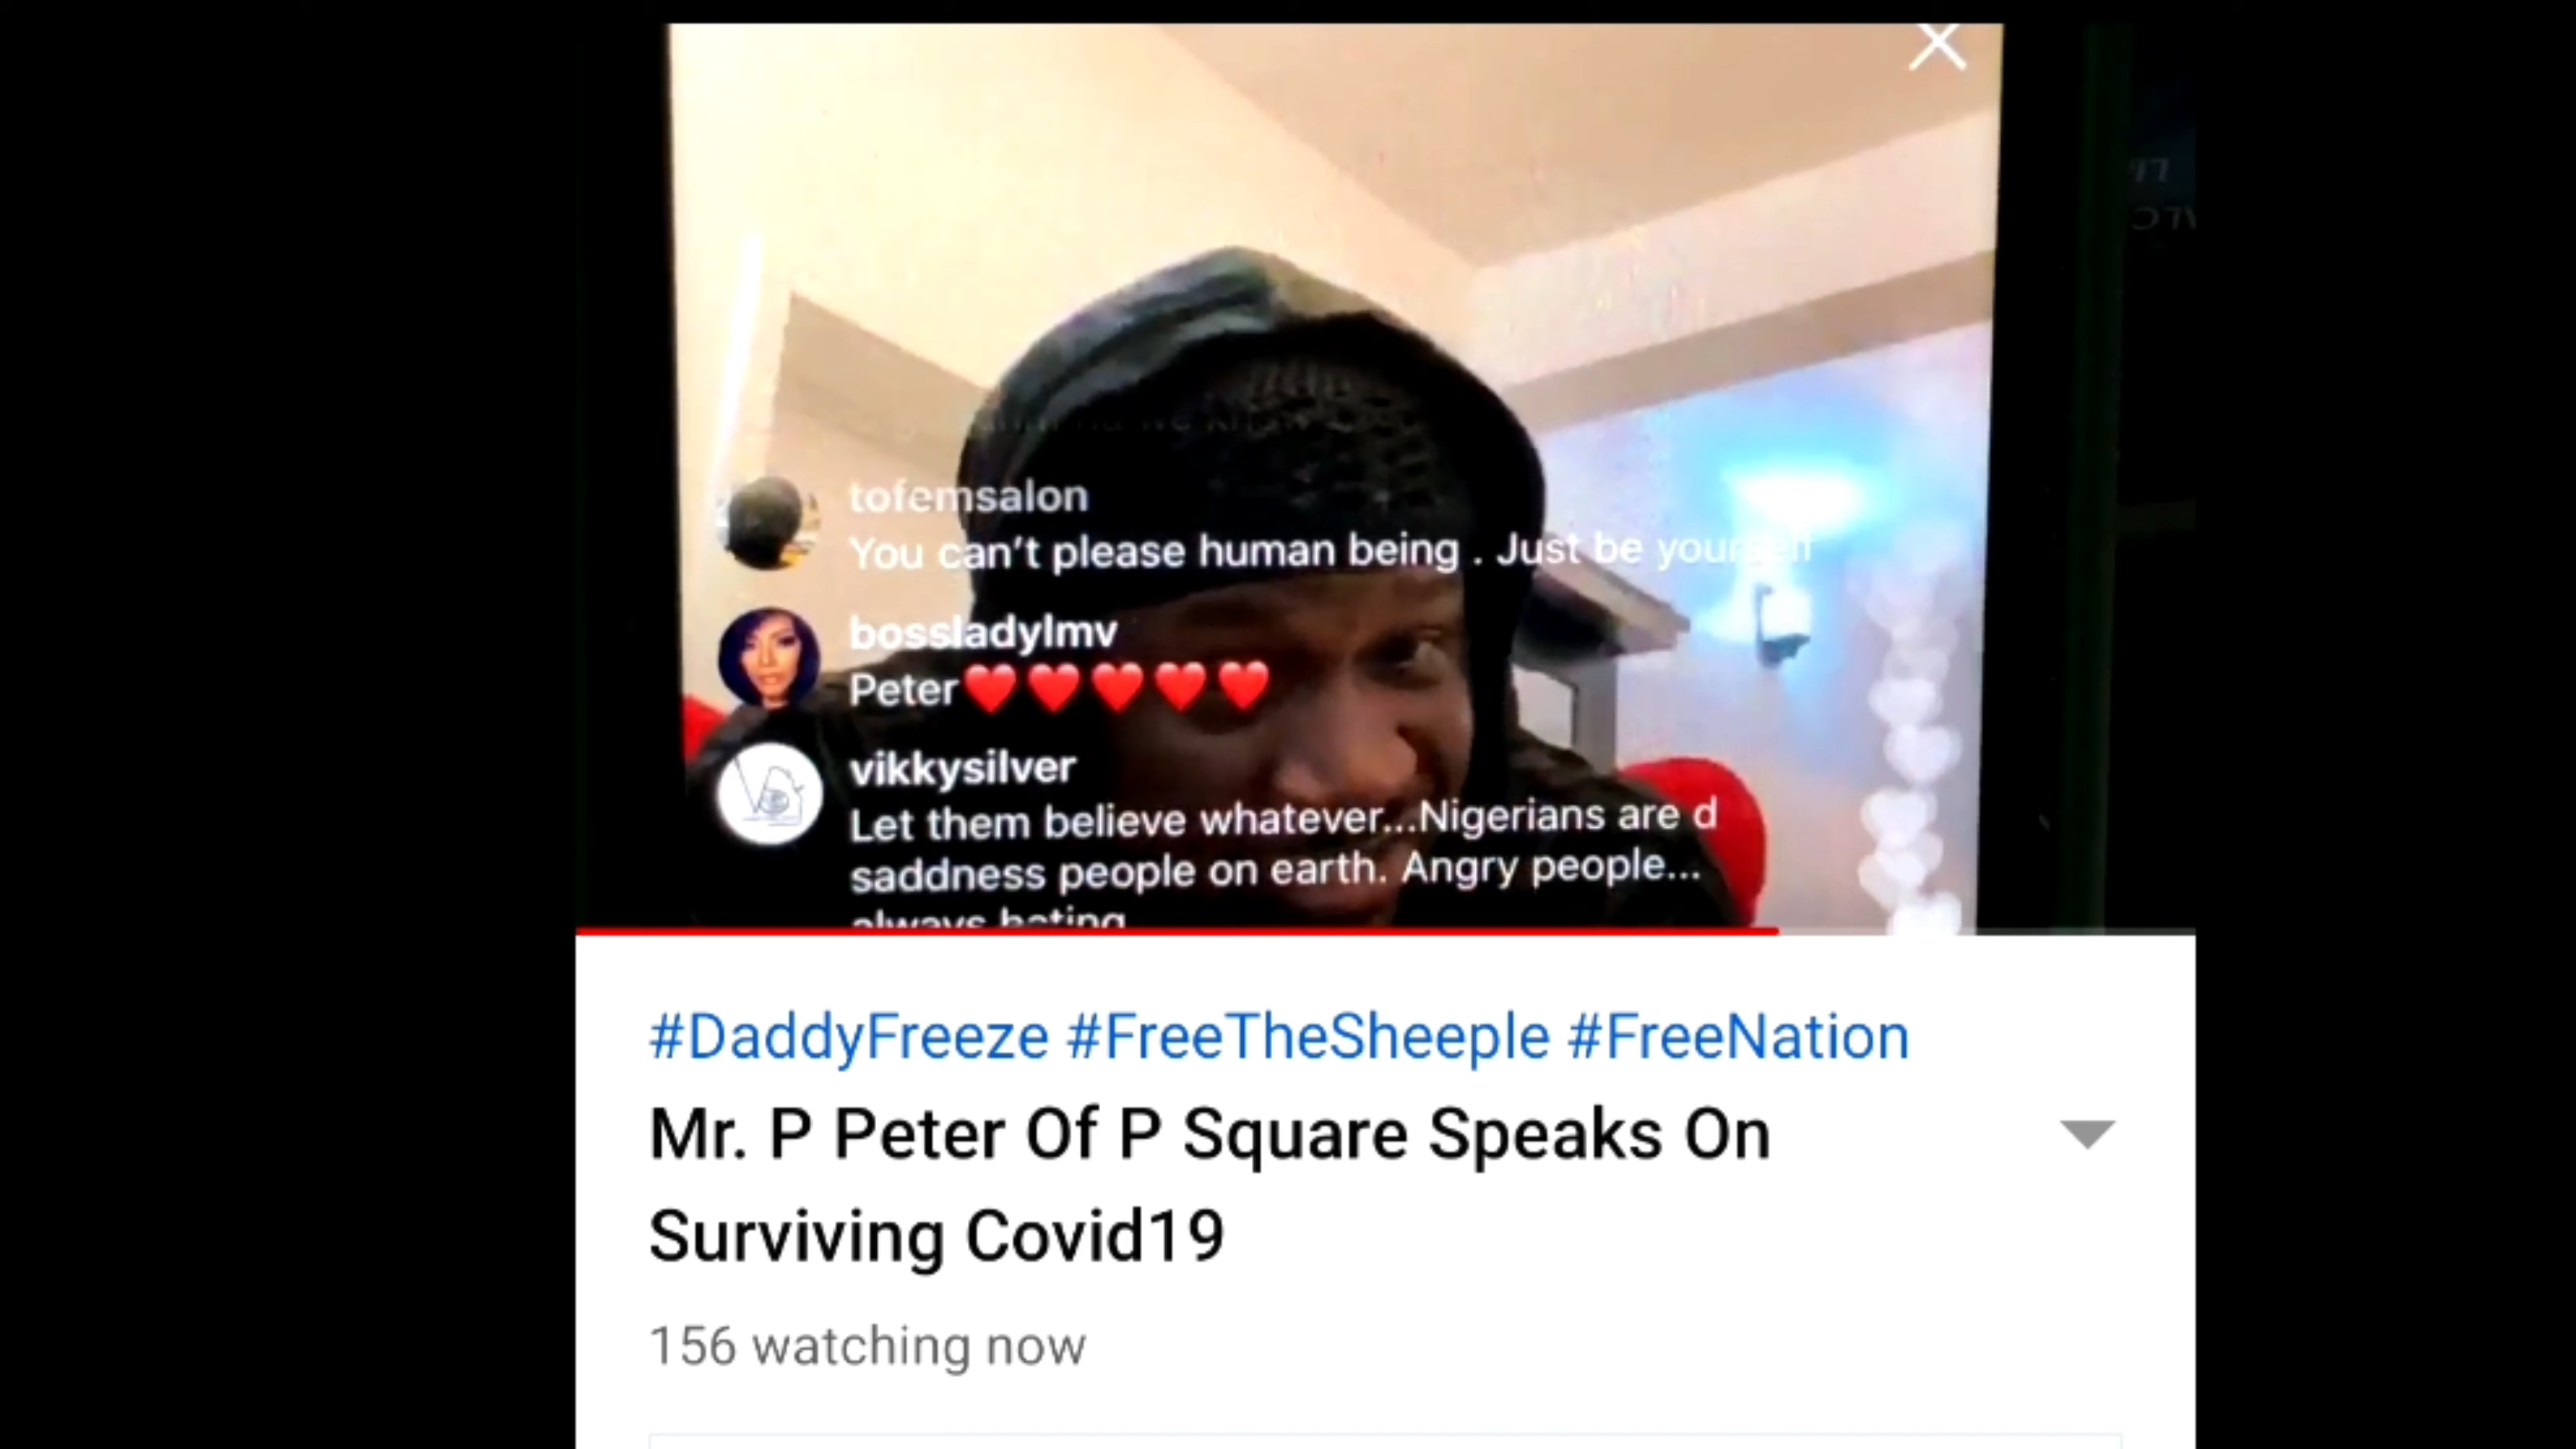 tofemsalon
You can't please human being . Just be yourself
bossladylmv
Peter❤️❤️❤️❤️❤️
vikkysilver
Let them believe whatever...Nigerians are d
saddness people on earth. Angry people...
always hating
#DaddyFreeze #FreeTheSheeple #FreeNation
Mr. P Peter Of P Square Speaks On
Surviving Covid19
156 watching now